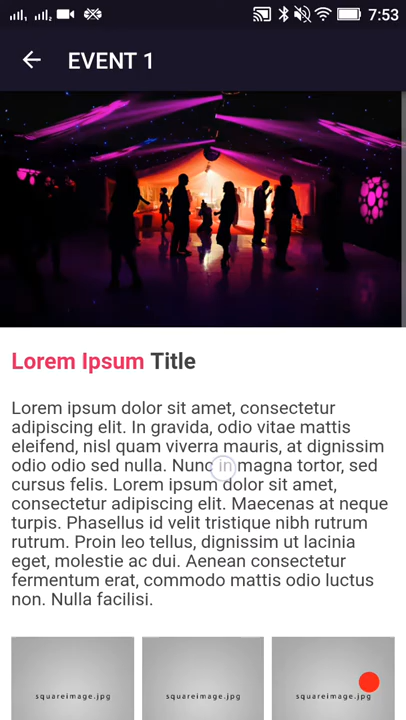 7:53
EVENT 1
Lorem Ipsum Title
Lorem ipsum dolor sit amet, consectetur
adipiscing elit. In gravida, odio vitae mattis
eleifend, nisl quam viverra mauris, at dignissim
odio odio sed nulla. Nunc in magna tortor, sed
cursus felis. Lorem ipsum dolor sit amet,
consectetur adipiscing elit. Maecenas at neque
turpis. Phasellus id velit tristique nibh rutrum
rutrum. Proin leo tellus, dignissim ut lacinia
eget, molestie ac dui. Aenean consectetur
fermentum erat, commodo mattis odio luctus
non. Nulla facilisi.
squareimage.jpg squareimage.jpg squareimage.jpg